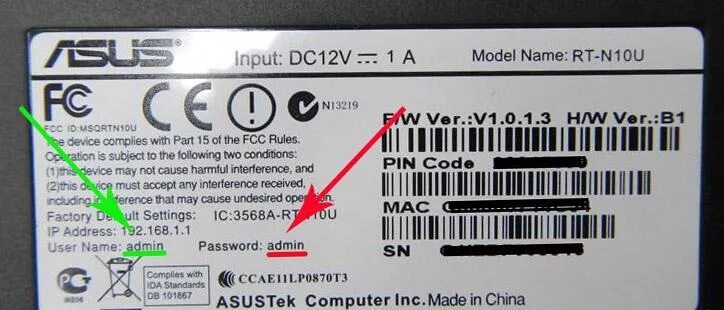 ASUS Input: DC12V 1 A Model Name: RT-N10U
FC CE N13219
FCC ID:MSQRTN10U
The device complies with Part 15 of the FCC Rules.
Operation is subject to the following two conditions:
(1)this device may not cause harmful interference, and
(2)this device must accept any interference received,
including interference that may cause undesired operation.
Factory Default Settings: IC:3568A-RTN10U
IP Address: 192.168.1.1
User Name: admin Password: admin
F/W Ver.:V1.0.1.3 H/W Ver.:B1
PIN Code
MAC
SN
Complies with
IDA Standards
DB 101867
CCAE11LP0870T3
ASUSTek Computer Inc. Made in China